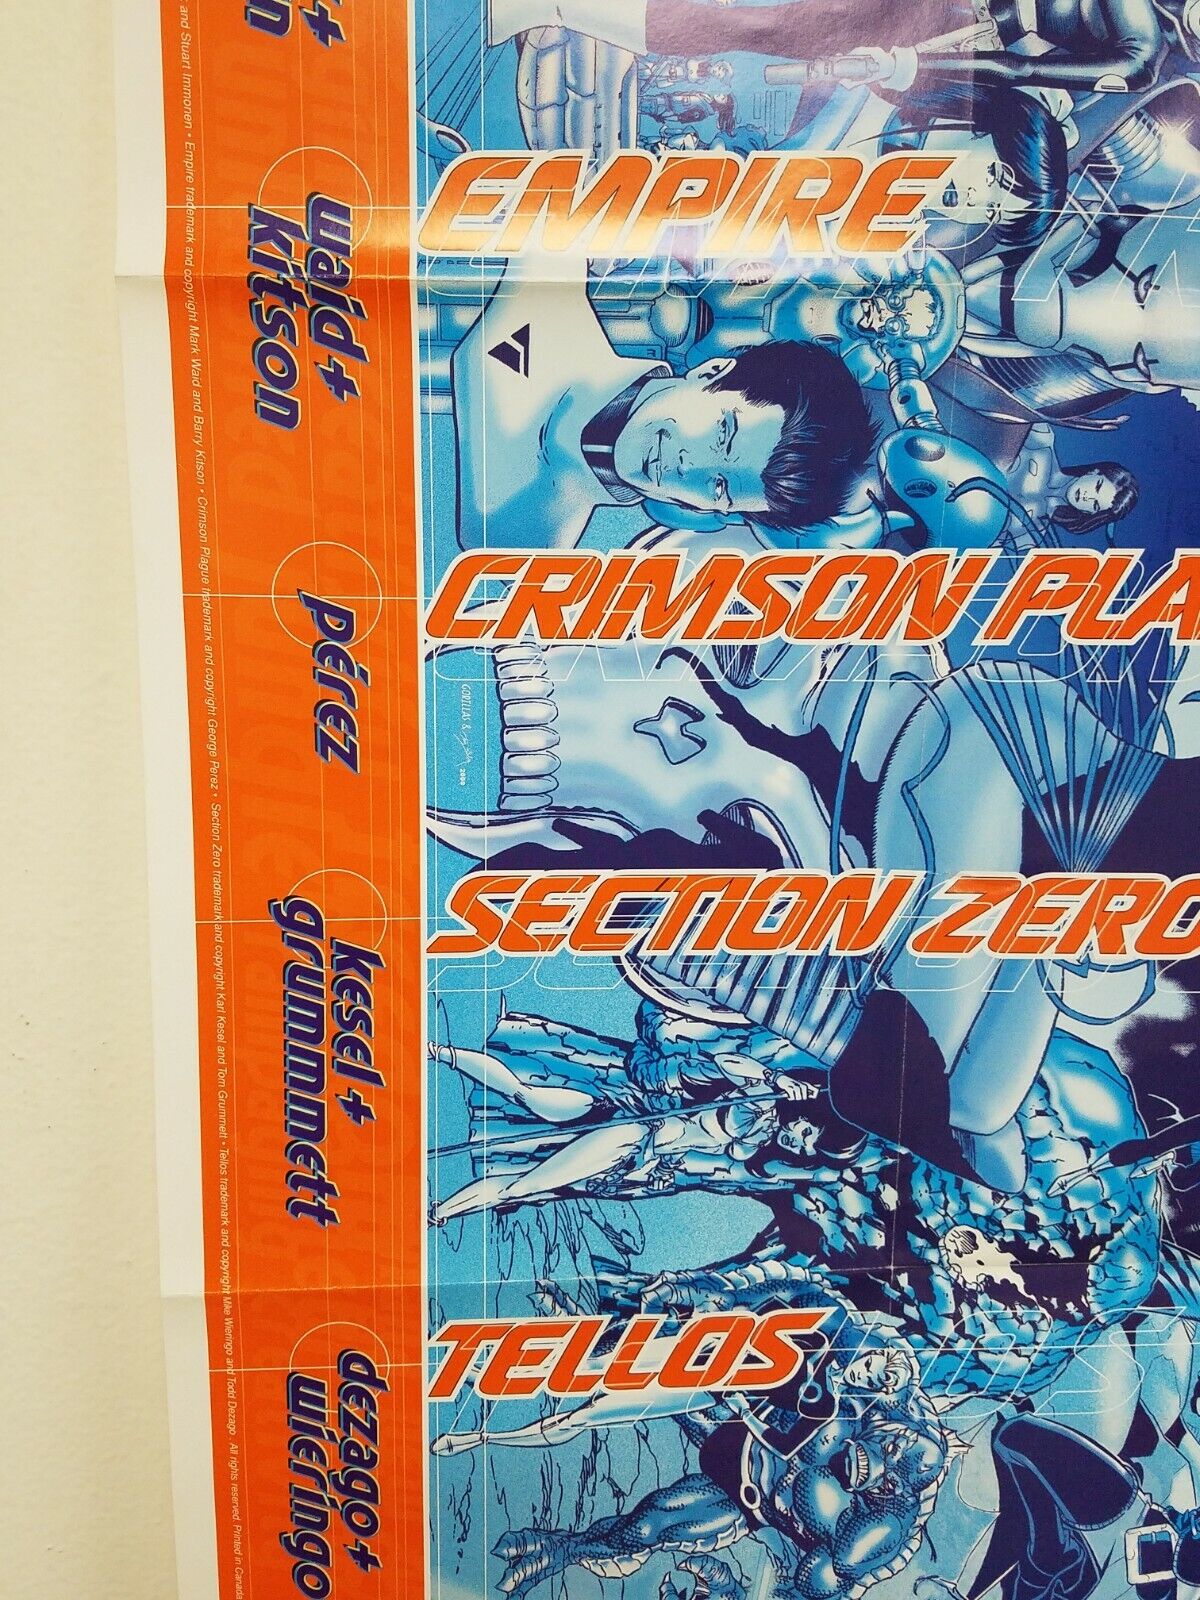 EMPIRE
CRIMSON PLA
SECTION ZERO
TELLOS
waid +
kitson
pérez
kesel +
grummett
dezago +
wieringo
GORILLAS &
2000
and Stuart Immonen • Empire trademark and copyright Mark Waid and Barry Kitson • Crimson Plague trademark and copyright George Perez • Section Zero trademark and copyright Karl Kesel and Tom Grummett • Tellos trademark and copyright Mike Wieringo and Todd Dezago . All rights reserved. Printed in Canada